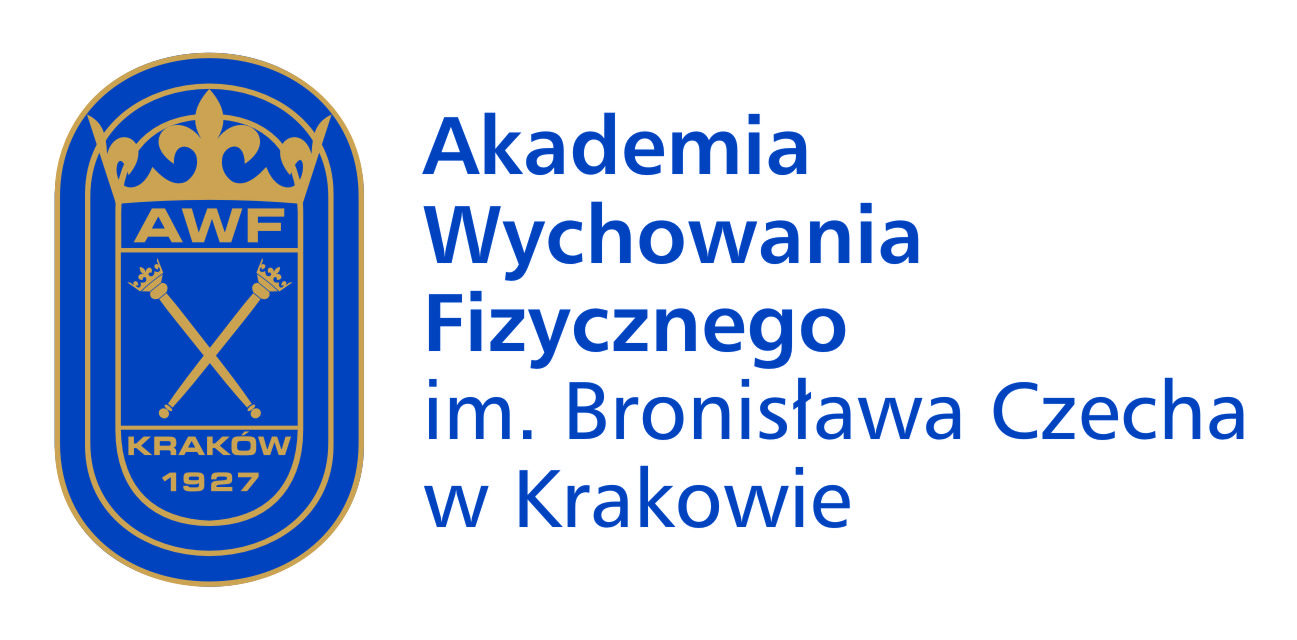 AWF
KRAKÓW
1927
Akademia
Wychowania
Fizycznego
im. Bronisława Czecha
w Krakowie